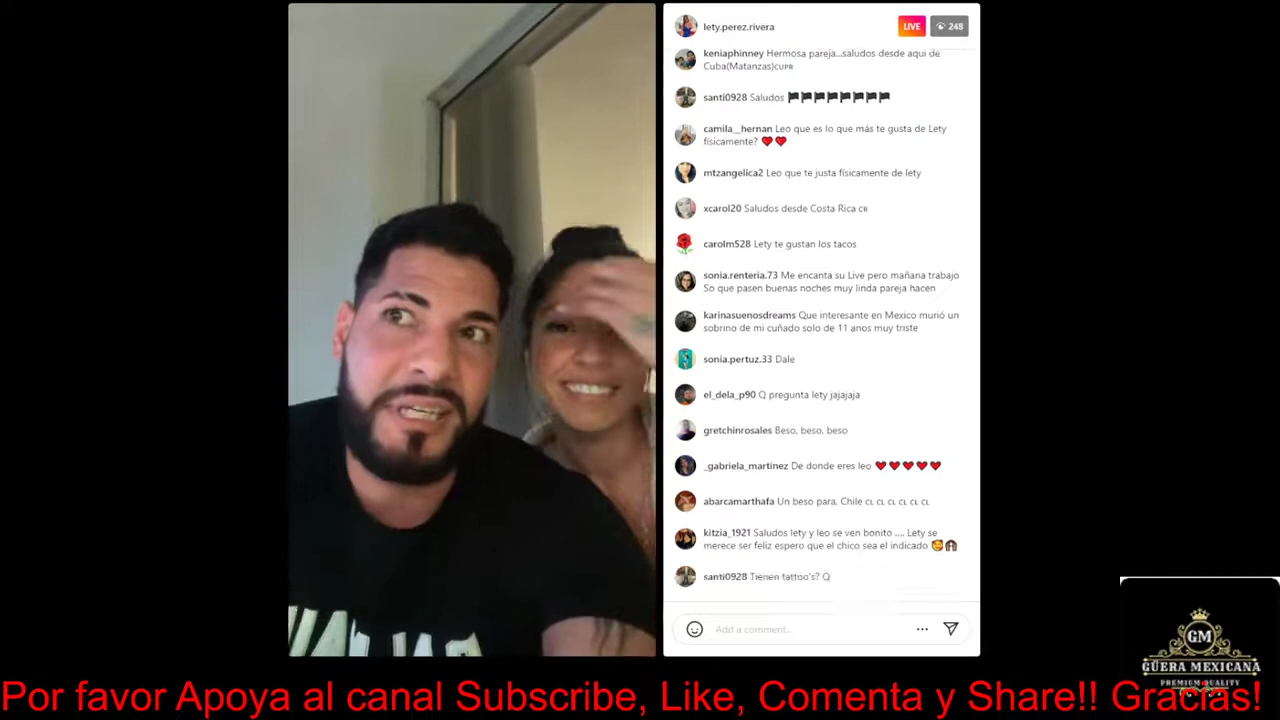 lety.perez.rivera
LIVE
248
keniaphinney Hermosa pareja...saludos desde aqui de
Cuba(Matanzas)CUPR
santi0928 Saludos
camila__hernan Leo que es lo que más te gusta de Lety
físicamente?
mtzangelica2 Leo que te justa físicamente de lety
xcarol20 Saludos desde Costa Rica CR
carolm528 Lety te gustan los tacos
sonia.renteria.73 Me encanta su Live pero mañana trabajo
So que pasen buenas noches muy linda pareja hacen
karinasuenosdreams Que interesante en Mexico murió un
sobrino de mi cuñado solo de 11 anos muy triste
sonia.pertuz.33 Dale
el_dela_p90 Q pregunta lety jajajaja
gretchinrosales Beso, beso, beso
_gabriela_martinez De donde eres leo
abarcamarthafa Un beso para, Chile CL CL CL CL CL
kitzia_1921 Saludos lety y leo se ven bonito .... Lety se
merece ser feliz espero que el chico sea el indicado
santi0928 Tienen tattoo's? Q
Add a comment...
GM
GÜERA MEXICANA
PREMIUM QUALITY
Por favor Apoya al canal Subscribe, Like, Comenta y Share!! Gracias!